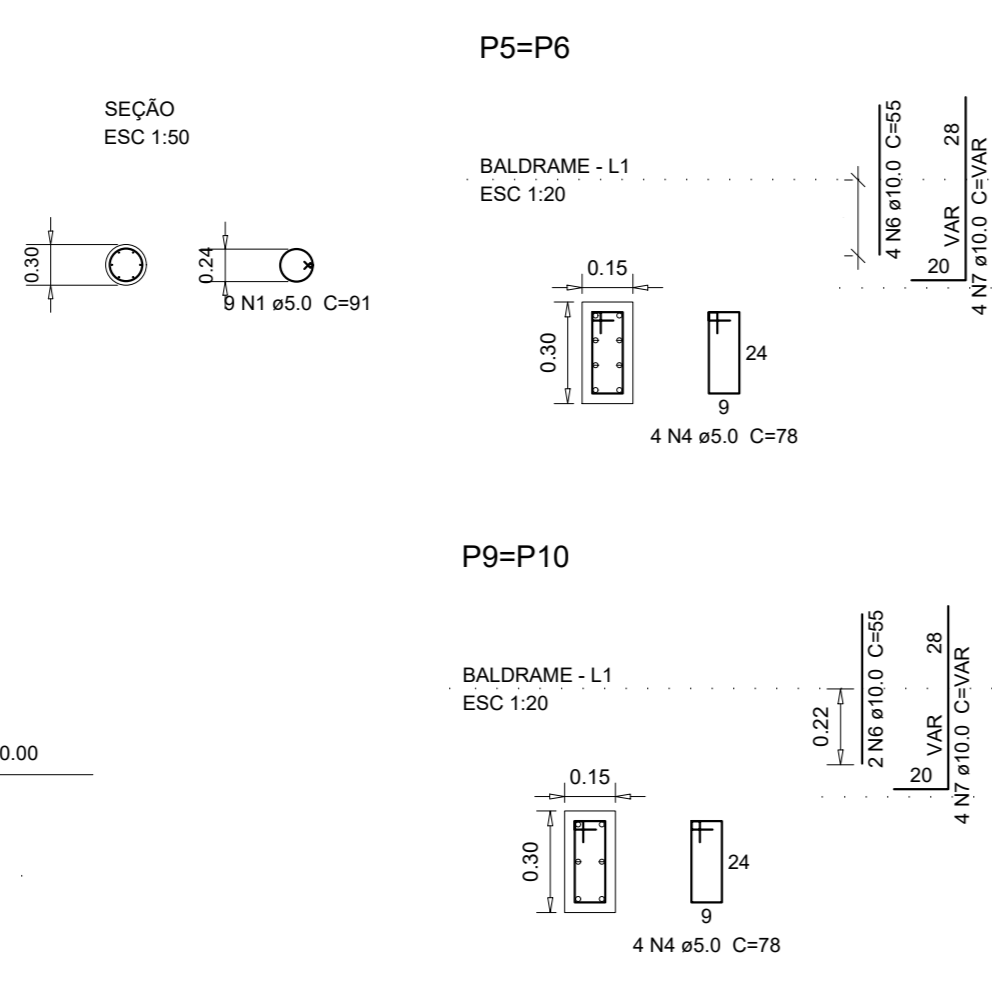 P5=P6
SEÇÃO
ESC 1:50
BALDRAME - L1
ESC 1:20
4 N6 ø10.0 C=55
28
VAR
20
4 N7 ø10.0 C=VAR
0.30
0.24
9 N1 ø5.0 C=91
0.15
0.30
24
9
4 N4 ø5.0 C=78
P9=P10
BALDRAME - L1
ESC 1:20
0.22
2 N6 ø10.0 C=55
28
VAR
20
4 N7 ø10.0 C=VAR
0.00
0.15
0.30
24
9
4 N4 ø5.0 C=78